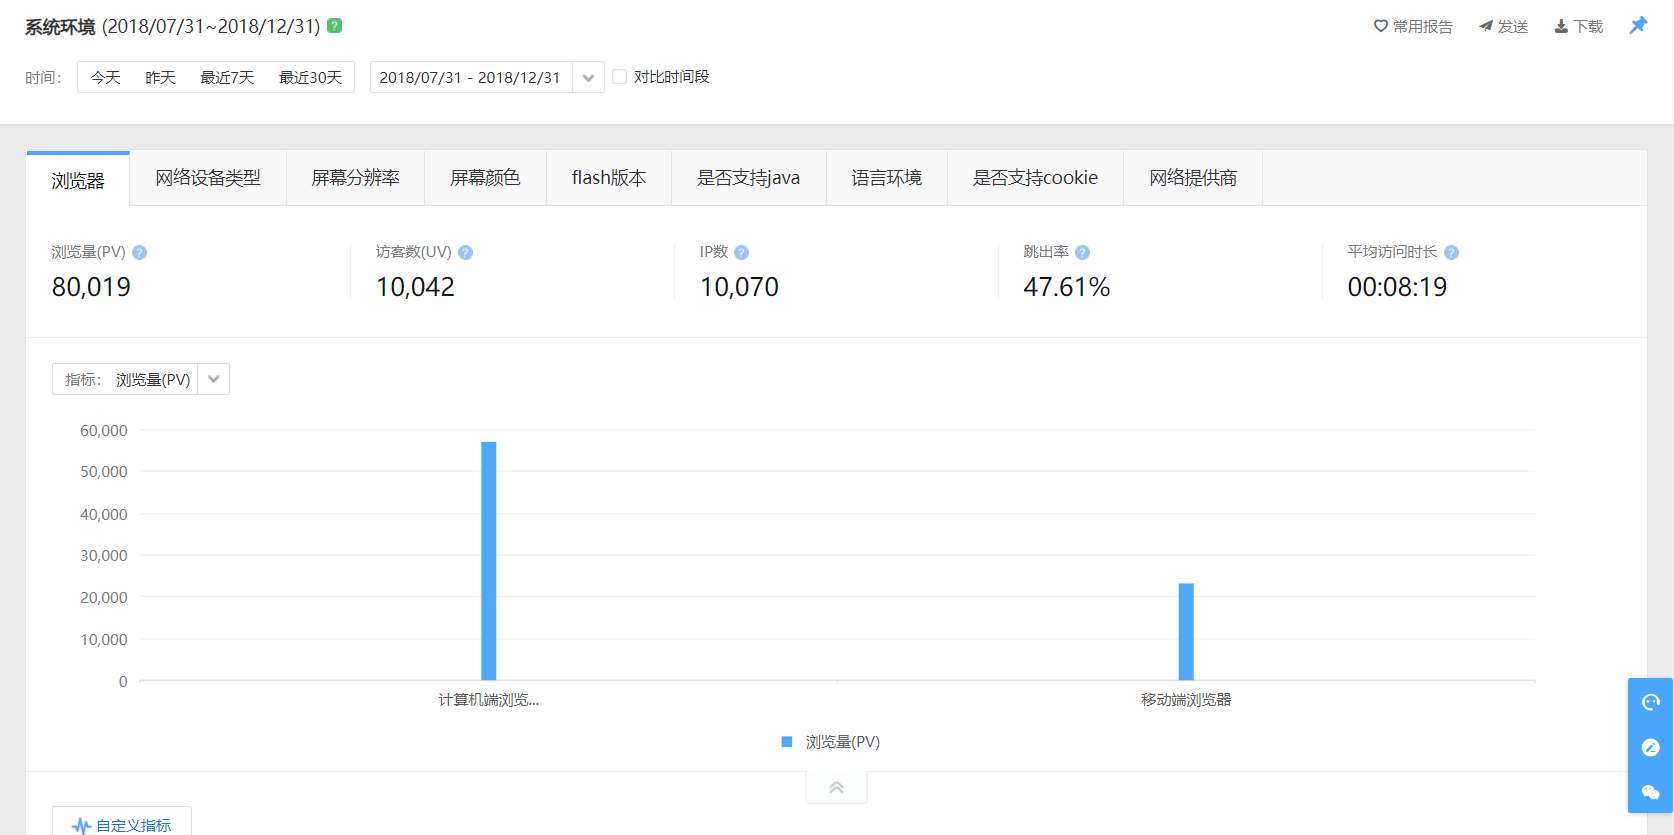 系统环境 (2018/07/31~2018/12/31) ?
常用报告 发送 下载
时间： 今天 昨天 最近7天 最近30天 2018/07/31 - 2018/12/31 对比时间段
浏览器 网络设备类型 屏幕分辨率 屏幕颜色 flash版本 是否支持java 语言环境 是否支持cookie 网络提供商
浏览量(PV) ? 访客数(UV) ? IP数 ? 跳出率 ? 平均访问时长 ?
80,019 10,042 10,070 47.61% 00:08:19
指标： 浏览量(PV)
60,000
50,000
40,000
30,000
20,000
10,000
0
计算机端浏览... 移动端浏览器
浏览量(PV)
自定义指标